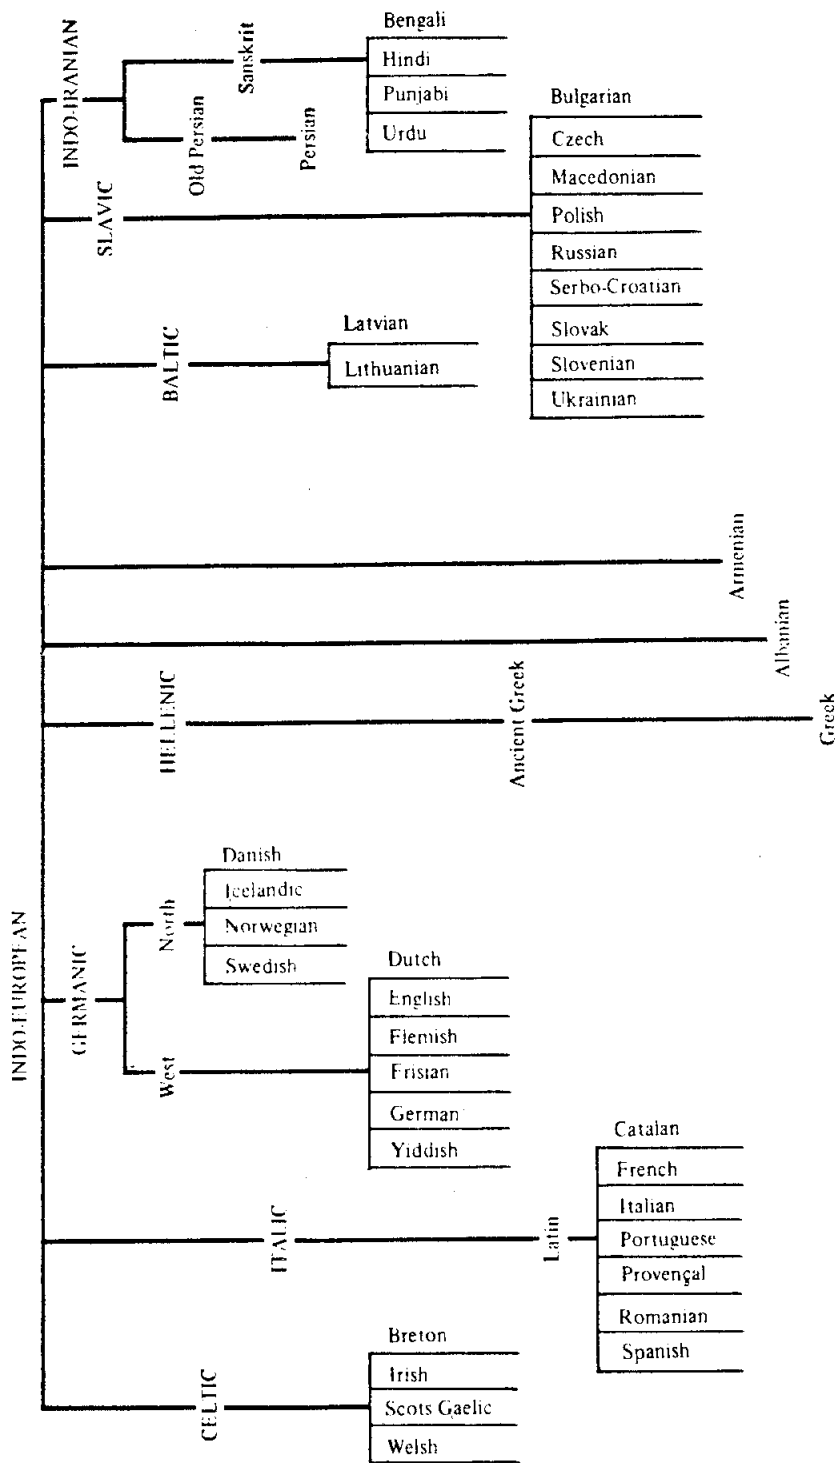 INDO-EUROPEAN
INDO-IRANIAN
Sanskrit
Bengali
Hindi
Punjabi
Urdu
Old Persian
Persian
SLAVIC
Bulgarian
Czech
Macedonian
Polish
Russian
Serbo-Croatian
Slovak
Slovenian
Ukrainian
BALTIC
Latvian
Lithuanian
Armenian
Albanian
HELLENIC
Ancient Greek
Greek
GERMANIC
North
Danish
Icelandic
Norwegian
Swedish
West
Dutch
English
Flemish
Frisian
German
Yiddish
ITALIC
Latin
Catalan
French
Italian
Portuguese
Provençal
Romanian
Spanish
CELTIC
Breton
Irish
Scots Gaelic
Welsh